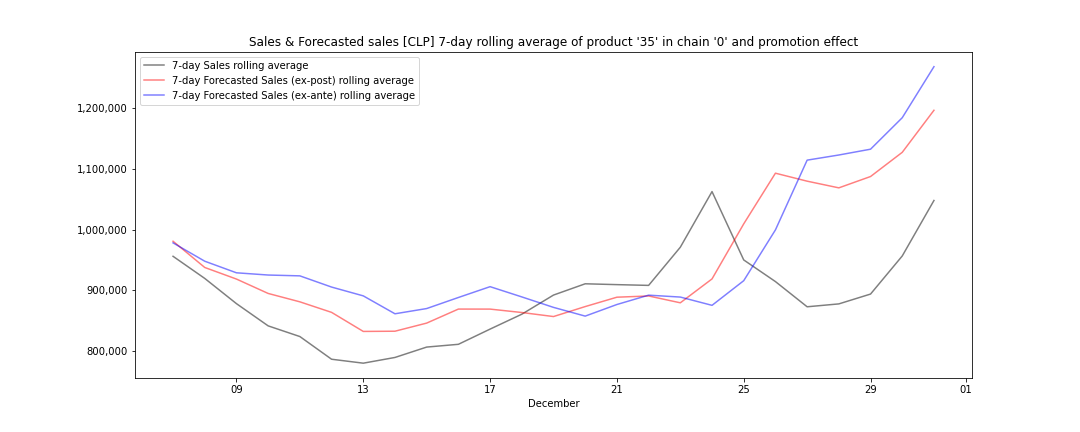 Sales & Forecasted sales [CLP] 7-day rolling average of product '35' in chain '0' and promotion effect
7-day Sales rolling average
7-day Forecasted Sales (ex-post) rolling average
7-day Forecasted Sales (ex-ante) rolling average
1,200,000
1,100,000
1,000,000
900,000
800,000
09 13 17 21 25 29 01
December